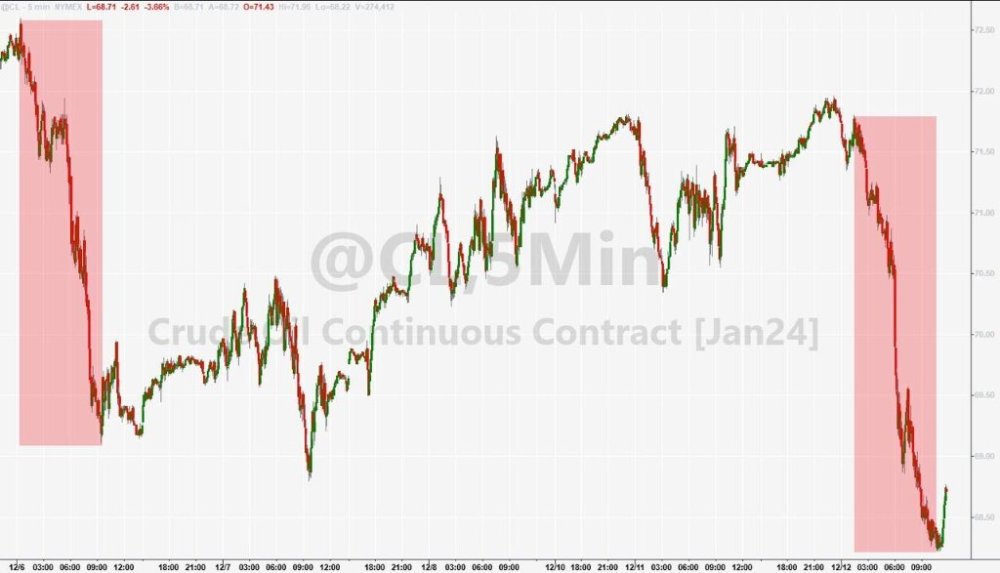 @CL - 5 min NYMEX L=68.71 -2.61 -3.66% B=68.71 A=68.72 O=71.43 Hi=71.96 Lo=68.22 V=274,412
72.50
72.00
71.50
71.00
70.50
70.00
69.50
69.00
68.50
@CL,5Min
Crude Oil Continuous Contract [Jan24]
12/6 03:00 06:00 09:00 12:00 18:00 21:00 12/7 03:00 06:00 09:00 12:00 18:00 21:00 12/8 03:00 06:00 09:00 12/10 18:00 21:00 12/11 03:00 06:00 09:00 12:00 18:00 21:00 12/12 03:00 06:00 09:00